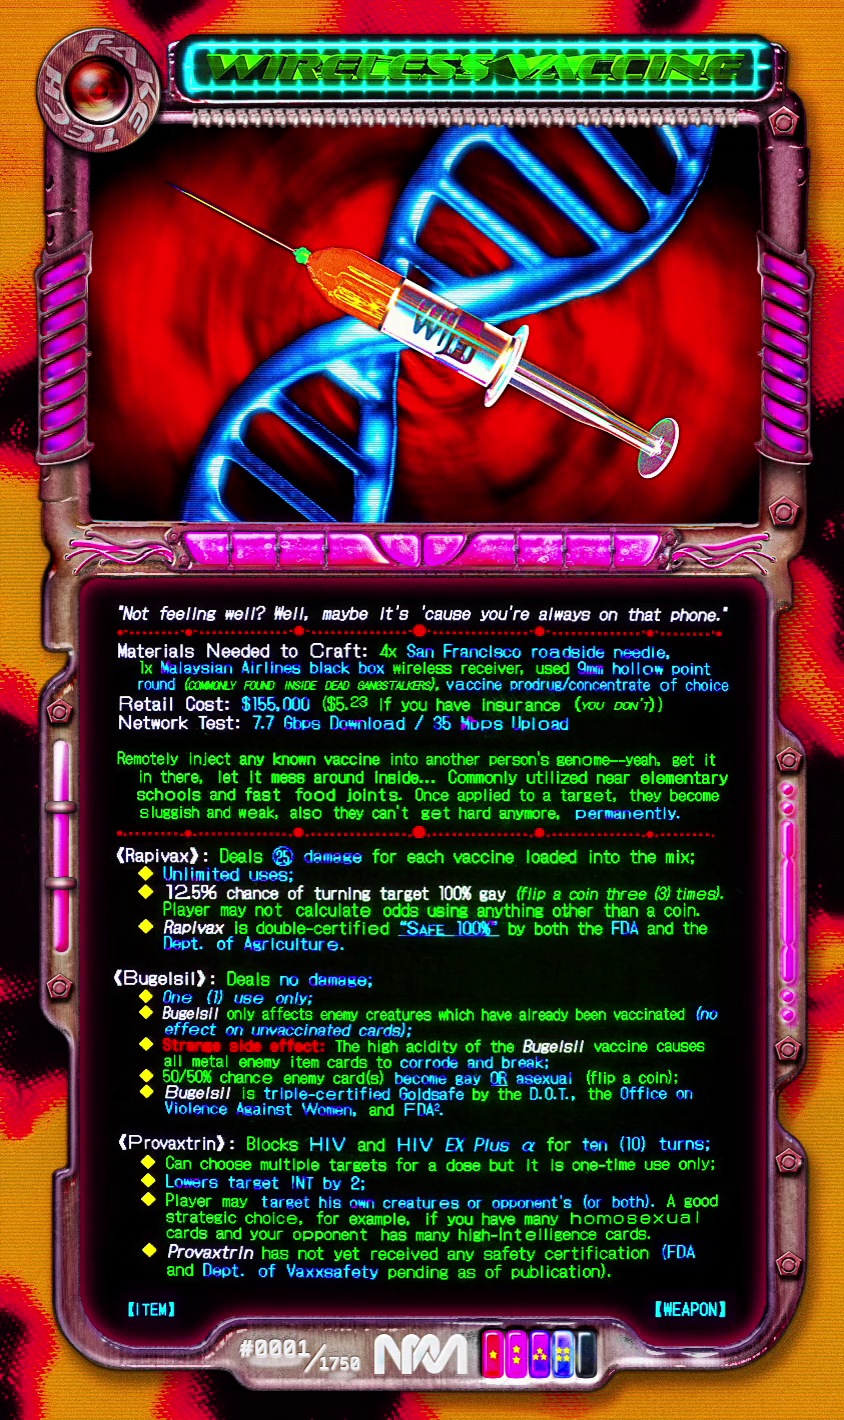 FAKE TECH
WIRELESS VACCINE
WiFi
"Not feeling well? Well, maybe it's 'cause you're always on that phone."
Materials Needed to Craft: 4x San Francisco roadside needle,
1x Malaysian Airlines black box wireless receiver, used 9mm hollow point
round (COMMONLY FOUND INSIDE DEAD GANGSTALKERS), vaccine prodrug/concentrate of choice
Retail Cost: $155,000 ($5.23 if you have insurance (YOU DON'T))
Network Test: 7.7 Gbps Download / 35 Mbps Upload
Remotely inject any known vaccine into another person's genome--yeah, get it
in there, let it mess around inside... Commonly utilized near elementary
schools and fast food joints. Once applied to a target, they become
sluggish and weak, also they can't get hard anymore, permanently.
《Rapivax》: Deals 25 damage for each vaccine loaded into the mix;
Unlimited uses;
12.5% chance of turning target 100% gay (flip a coin three (3) times).
Player may not calculate odds using anything other than a coin.
Rapivax is double-certified "SAFE 100%" by both the FDA and the
Dept. of Agriculture.
《Bugelsil》: Deals no damage;
One (1) use only;
Bugelsil only affects enemy creatures which have already been vaccinated (no
effect on unvaccinated cards);
Strange side effect: The high acidity of the Bugelsil vaccine causes
all metal enemy item cards to corrode and break;
50/50% chance enemy card(s) become gay OR asexual (flip a coin);
Bugelsil is triple-certified Goldsafe by the D.O.T., the Office on
Violence Against Women, and FDA².
《Provaxtrin》: Blocks HIV and HIV EX Plus α for ten (10) turns;
Can choose multiple targets for a dose but it is one-time use only;
Lowers target INT by 2;
Player may target his own creatures or opponent's (or both). A good
strategic choice, for example, if you have many homosexual
cards and your opponent has many high-intelligence cards.
Provaxtrin has not yet received any safety certification (FDA
and Dept. of Vaxxsafety pending as of publication).
【ITEM】 【WEAPON】
#0001/1750 NPM